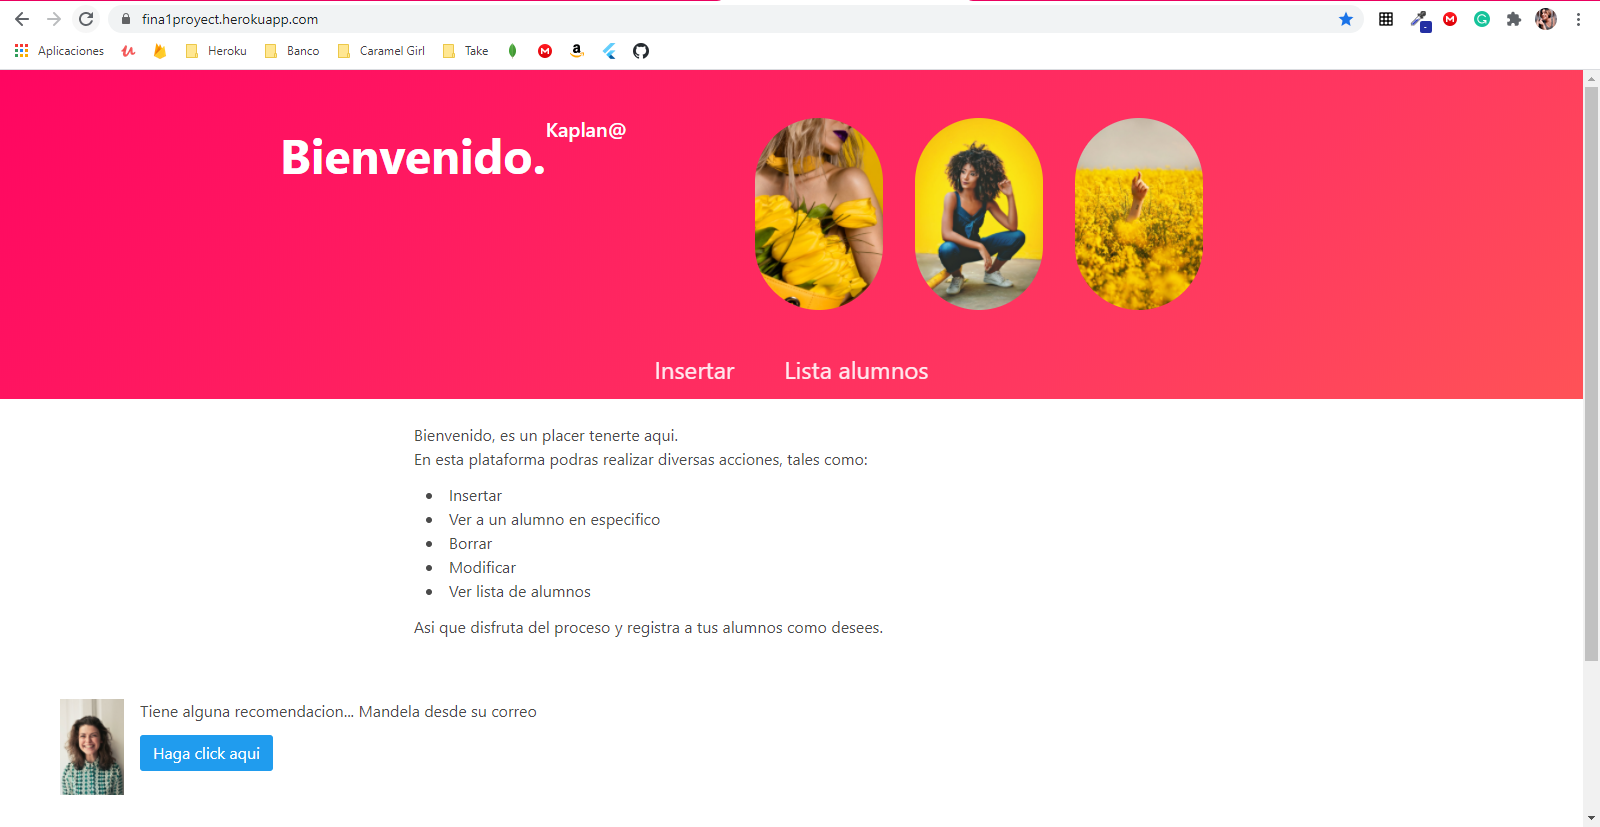 fina1proyect.herokuapp.com
Aplicaciones Heroku Banco Caramel Girl Take
Bienvenido. Kaplan@
Insertar Lista alumnos
Bienvenido, es un placer tenerte aqui.
En esta plataforma podras realizar diversas acciones, tales como:
Insertar
Ver a un alumno en especifico
Borrar
Modificar
Ver lista de alumnos
Asi que disfruta del proceso y registra a tus alumnos como desees.
Tiene alguna recomendacion... Mandela desde su correo
Haga click aqui